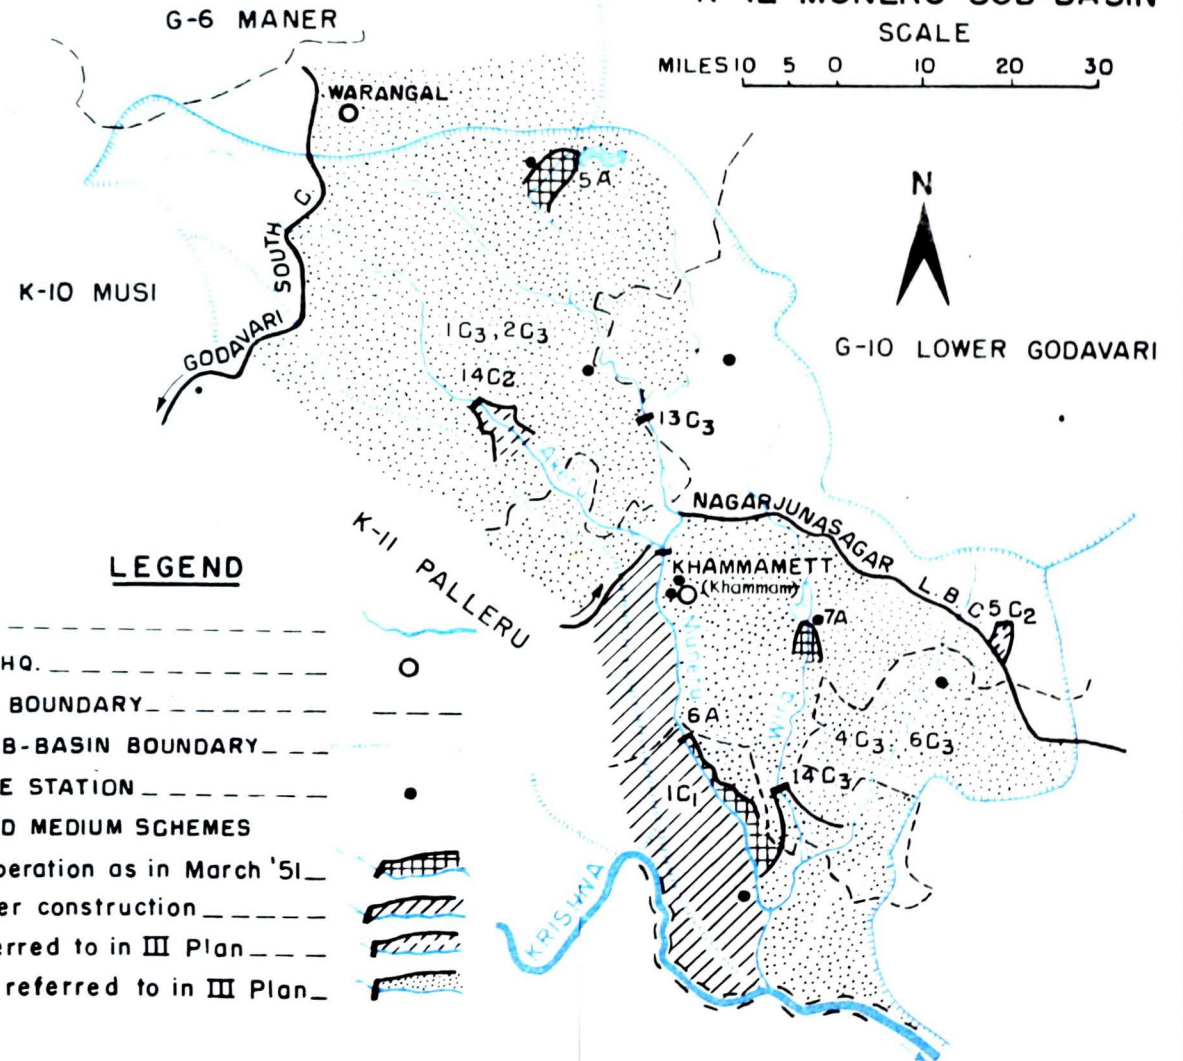 G-6 MANER
SCALE
MILES 10 5 0 10 20 30
WARANGAL
5A
N
SOUTH C.
K-10 MUSI
GODAVARI
1C3, 2C3
G-10 LOWER GODAVARI
14C2
13C3
Akeru
NAGARJUNASAGAR L B C
K-11 PALLERU
KHAMMAMETT
(Khammam)
5C2
7A
Muneru
Wira
6A
4C3, 6C3
14C3
1C1
KRISHNA
LEGEND
HQ.
BOUNDARY
B-BASIN BOUNDARY
E STATION
D MEDIUM SCHEMES
peration as in March '51
er construction
erred to in III Plan
referred to in III Plan